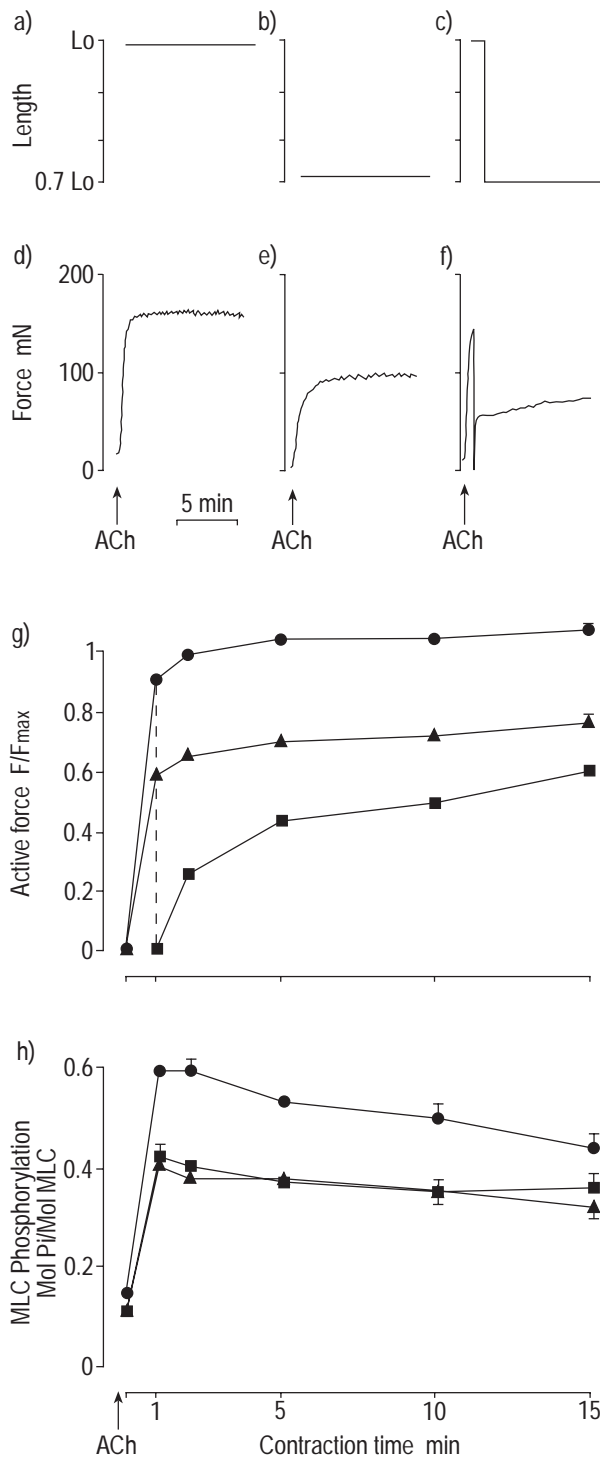 a)
b)
c)
Lo
Length
0.7 Lo
d)
e)
f)
200
100
0
Force mN
5 min
ACh
ACh
ACh
g)
1
0.8
0.6
0.4
0.2
0
Active force F/Fmax
h)
0.6
0.4
0.2
0
MLC Phosphorylation
Mol Pi/Mol MLC
1
5
10
15
ACh
Contraction time min